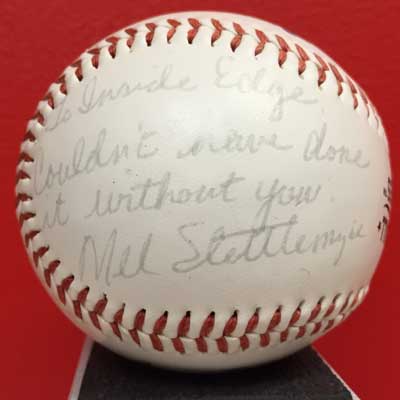 To Inside Edge
Couldn't have done
it without you.
Mel Stottlemyre